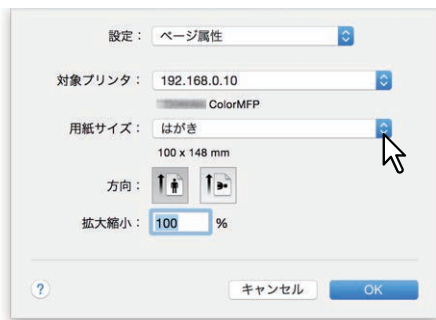 設定： ページ属性
対象プリンタ： 192.168.0.10
ColorMFP
用紙サイズ： はがき
100 x 148 mm
方向：
拡大縮小： 100 %
? キャンセル OK